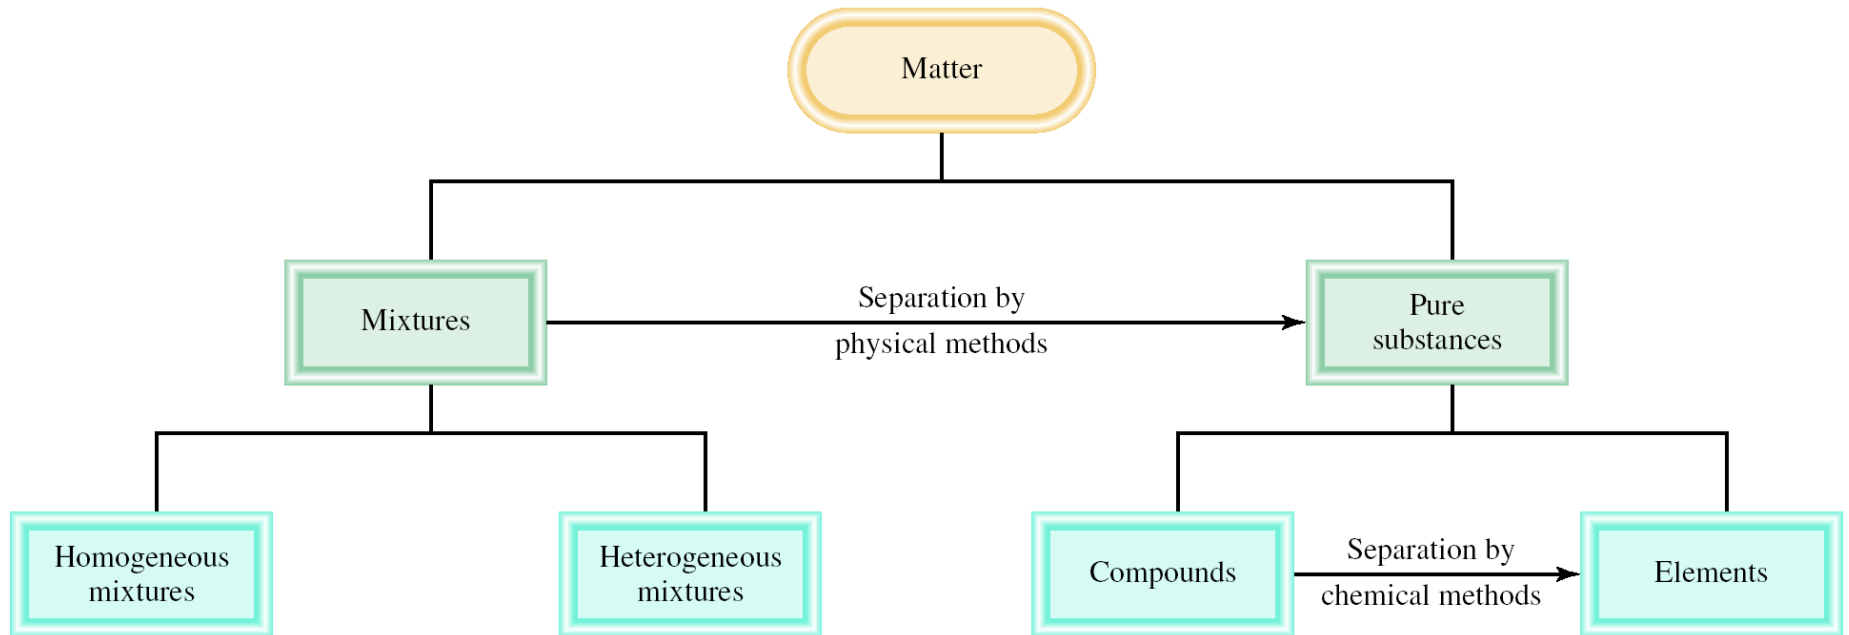 Matter
Mixtures
Separation by
physical methods
Pure
substances
Homogeneous
mixtures
Heterogeneous
mixtures
Compounds
Separation by
chemical methods
Elements